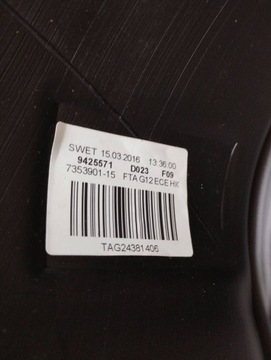 SWET 15.03.2016 13:36:00
9425571 D023 F09
7353901-15 FTA G12 ECE HK
TAG24381406